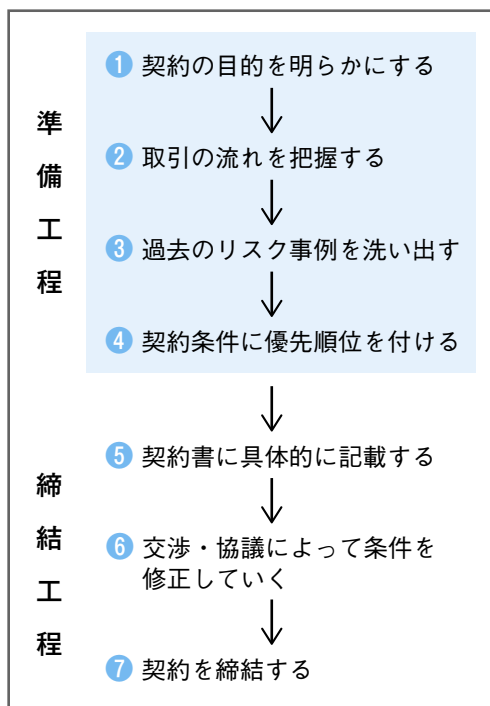 準備工程
❶ 契約の目的を明らかにする
❷ 取引の流れを把握する
❸ 過去のリスク事例を洗い出す
❹ 契約条件に優先順位を付ける
締結工程
❺ 契約書に具体的に記載する
❻ 交渉・協議によって条件を
修正していく
❼ 契約を締結する